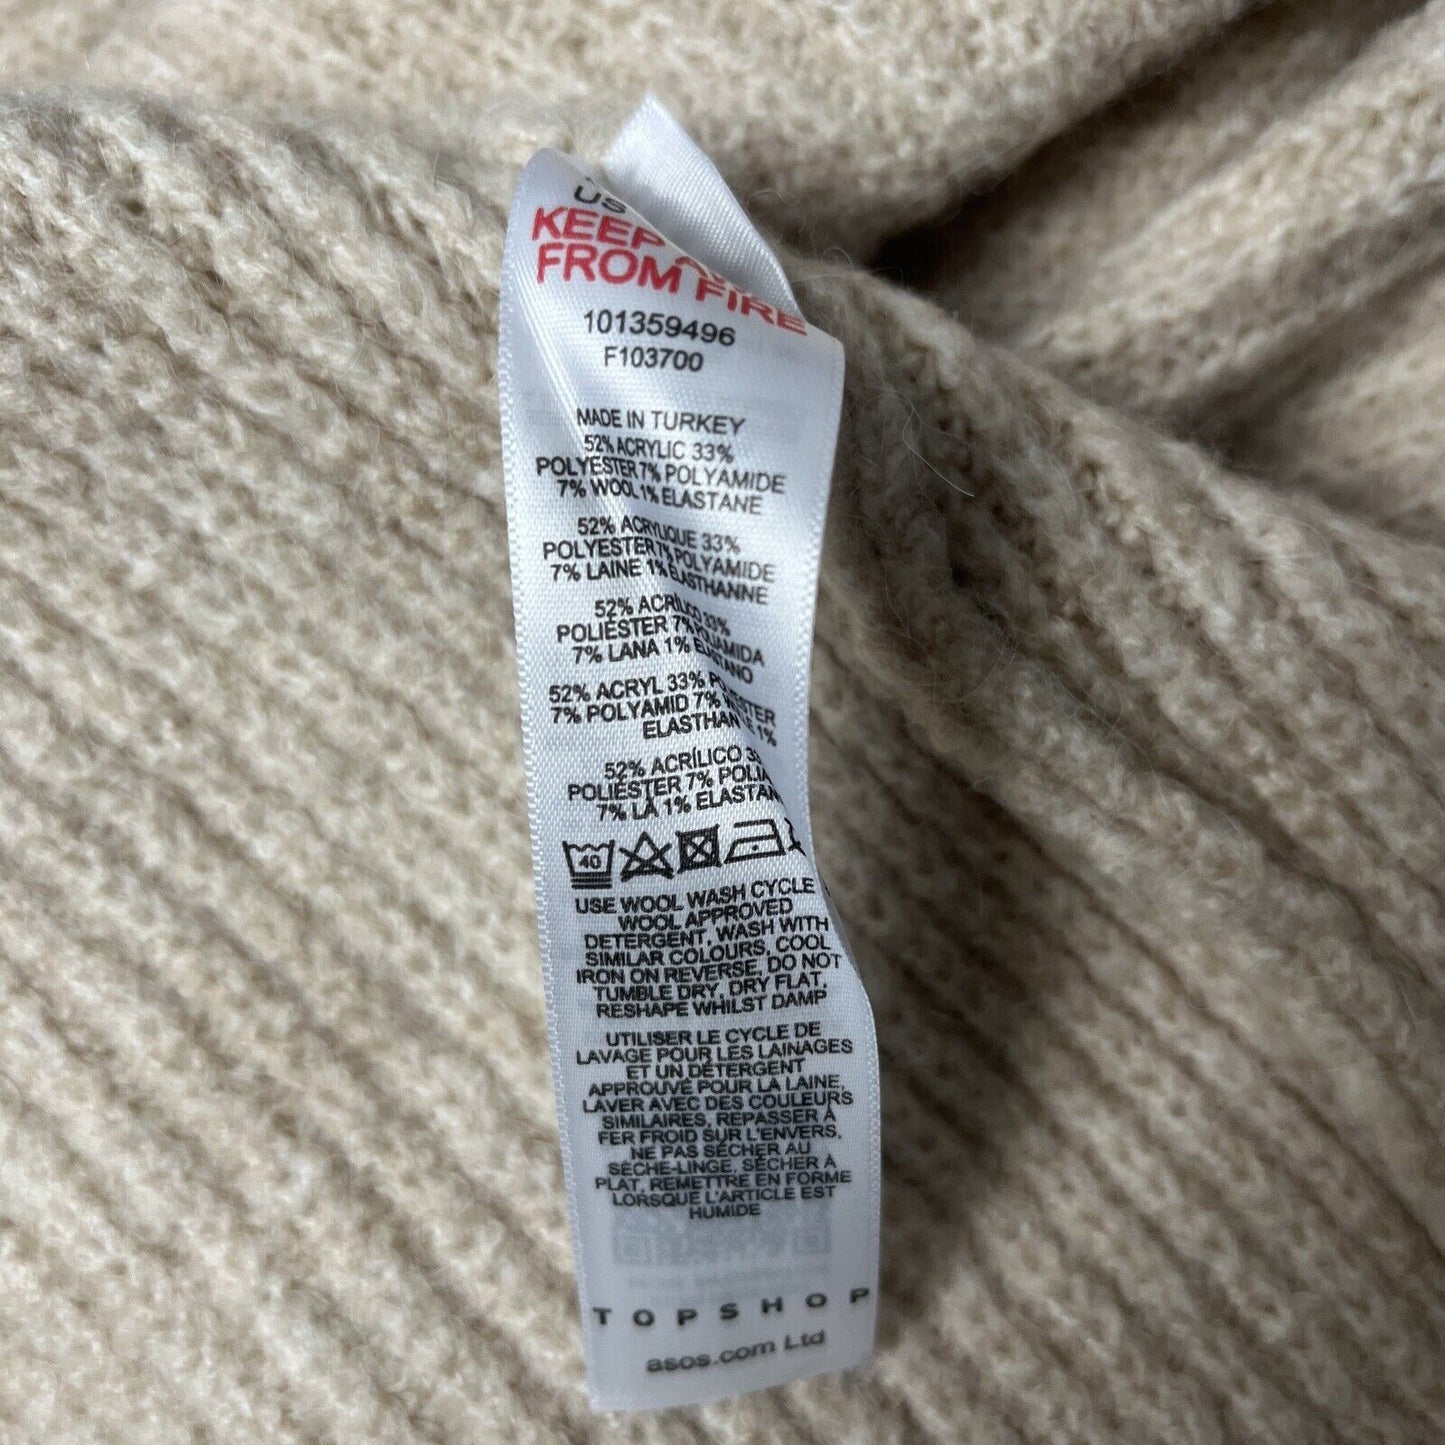 US
KEEP
FROM FIRE
101359496
F103700
MADE IN TURKEY
52% ACRYLIC 33%
POLYESTER 7% POLYAMIDE
7% WOOL 1% ELASTANE
52% ACRYLIQUE 33%
POLYESTER 7% POLYAMIDE
7% LAINE 1% ELASTHANNE
52% ACRÍLICO 33%
POLIÉSTER 7% POLIAMIDA
7% LANA 1% ELASTANO
52% ACRYL 33%
7% POLYAMID 7%
ELASTHAN 1%
52% ACRÍLICO
POLIÉSTER 7%
7% LÃ 1%
40
USE WOOL WASH CYCLE
WOOL APPROVED
DETERGENT, WASH WITH
SIMILAR COLOURS, COOL
IRON ON REVERSE, DO NOT
TUMBLE DRY, DRY FLAT,
RESHAPE WHILST DAMP
UTILISER LE CYCLE DE
LAVAGE POUR LES LAINAGES
ET UN DÉTERGENT
APPROUVÉ POUR LA LAINE,
LAVER AVEC DES COULEURS
SIMILAIRES, REPASSER À
FER FROID SUR L'ENVERS,
NE PAS SÉCHER AU
SÈCHE-LINGE, SÉCHER À
PLAT, REMETTRE EN FORME
LORSQUE L'ARTICLE EST
HUMIDE
TOPSHOP
asos.com Ltd